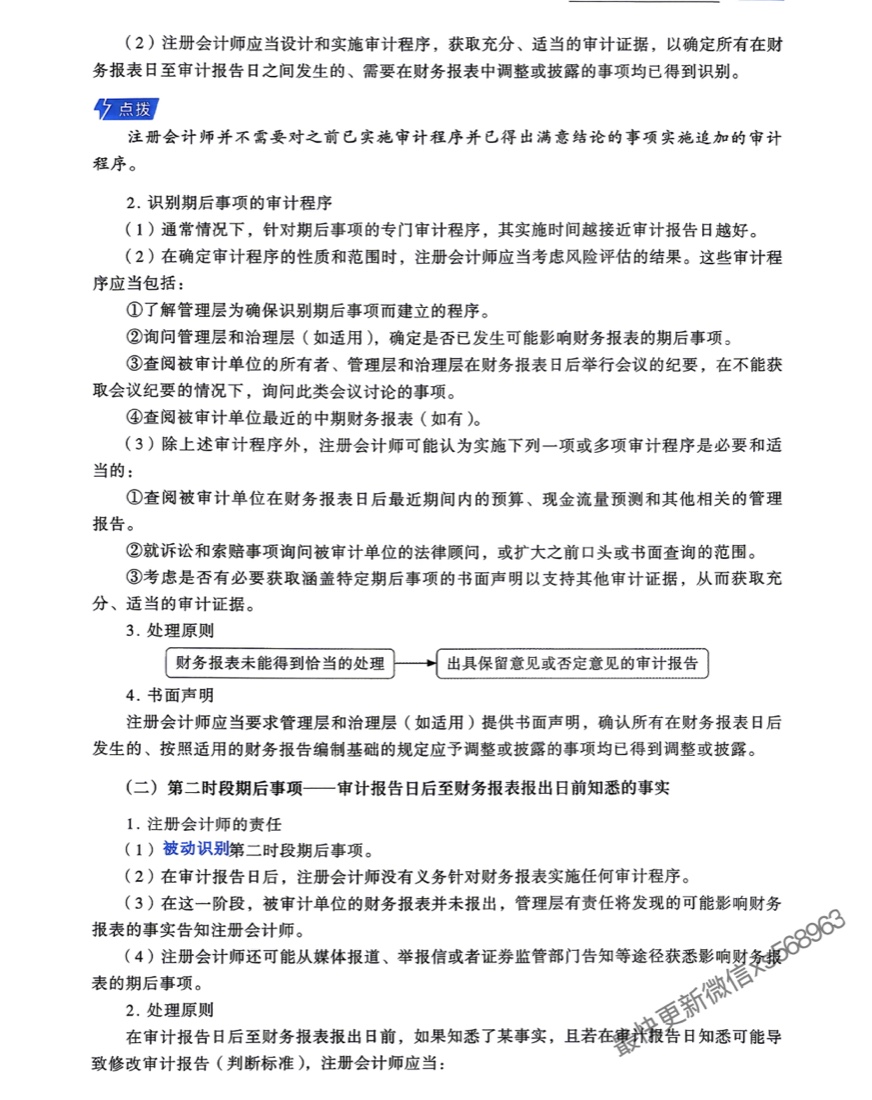 （2）注册会计师应当设计和实施审计程序，获取充分、适当的审计证据，以确定所有在财
务报表日至审计报告日之间发生的、需要在财务报表中调整或披露的事项均已得到识别。
点拨
注册会计师并不需要对之前已实施审计程序并已得出满意结论的事项实施追加的审计
程序。
2. 识别期后事项的审计程序
（1）通常情况下，针对期后事项的专门审计程序，其实施时间越接近审计报告日越好。
（2）在确定审计程序的性质和范围时，注册会计师应当考虑风险评估的结果。这些审计程
序应当包括：
①了解管理层为确保识别期后事项而建立的程序。
②询问管理层和治理层（如适用），确定是否已发生可能影响财务报表的期后事项。
③查阅被审计单位的所有者、管理层和治理层在财务报表日后举行会议的纪要，在不能获
取会议纪要的情况下，询问此类会议讨论的事项。
④查阅被审计单位最近的中期财务报表（如有）。
（3）除上述审计程序外，注册会计师可能认为实施下列一项或多项审计程序是必要和适
当的：
①查阅被审计单位在财务报表日后最近期间内的预算、现金流量预测和其他相关的管理
报告。
②就诉讼和索赔事项询问被审计单位的法律顾问，或扩大之前口头或书面查询的范围。
③考虑是否有必要获取涵盖特定期后事项的书面声明以支持其他审计证据，从而获取充
分、适当的审计证据。
3. 处理原则
财务报表未能得到恰当的处理 出具保留意见或否定意见的审计报告
4. 书面声明
注册会计师应当要求管理层和治理层（如适用）提供书面声明，确认所有在财务报表日后
发生的、按照适用的财务报告编制基础的规定应予调整或披露的事项均已得到调整或披露。
（二）第二时段期后事项——审计报告日后至财务报表报出日前知悉的事实
1. 注册会计师的责任
（1）被动识别第二时段期后事项。
（2）在审计报告日后，注册会计师没有义务针对财务报表实施任何审计程序。
（3）在这一阶段，被审计单位的财务报表并未报出，管理层有责任将发现的可能影响财务
报表的事实告知注册会计师。
（4）注册会计师还可能从媒体报道、举报信或者证券监管部门告知等途径获悉影响财务报
表的期后事项。
2. 处理原则
在审计报告日后至财务报表报出日前，如果知悉了某事实，且若在审计报告日知悉可能导
致修改审计报告（判断标准），注册会计师应当：
最快更新微信